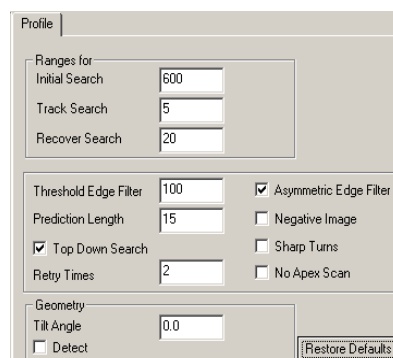 Profile
Ranges for
Initial Search 600
Track Search 5
Recover Search 20
Threshold Edge Filter 100 Asymmetric Edge Filter
Prediction Length 15 Negative Image
Top Down Search Sharp Turns
Retry Times 2 No Apex Scan
Geometry
Tilt Angle 0.0
Detect Restore Defaults